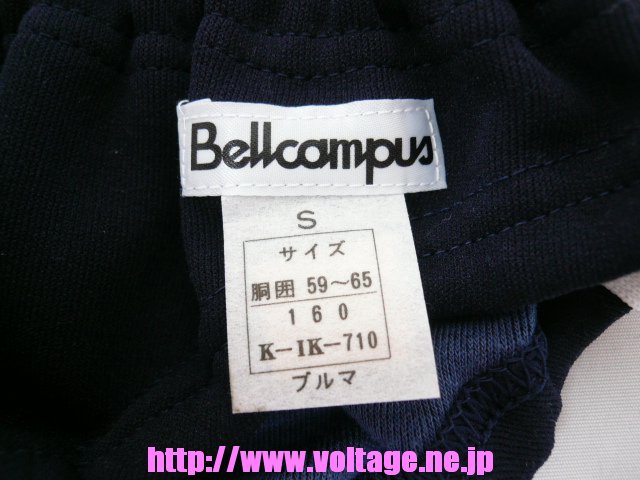 Bellcampus
S
サイズ
胴囲 59～65
160
K-IK-710
ブルマ
http://www.voltage.ne.jp